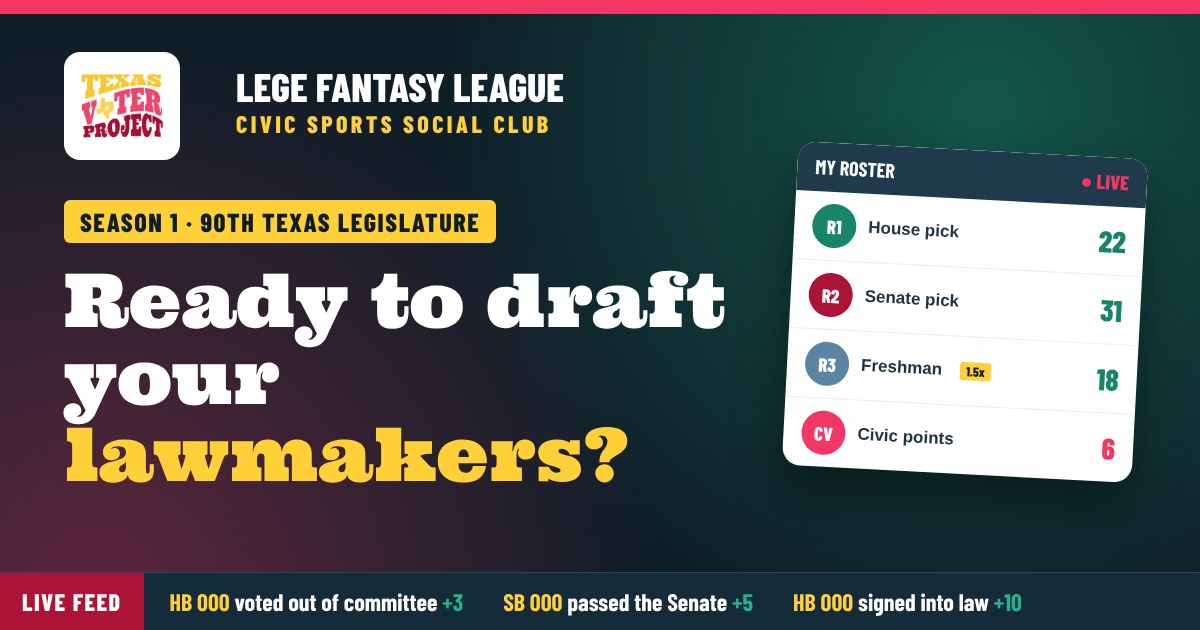 TEXAS
VOTER
PROJECT
LEGE FANTASY LEAGUE
CIVIC SPORTS SOCIAL CLUB
SEASON 1 · 90TH TEXAS LEGISLATURE
Ready to draft
your
lawmakers?
MY ROSTER
● LIVE
R1 House pick 22
R2 Senate pick 31
R3 Freshman 1.5x 18
CV Civic points 6
LIVE FEED HB 000 voted out of committee +3 SB 000 passed the Senate +5 HB 000 signed into law +10